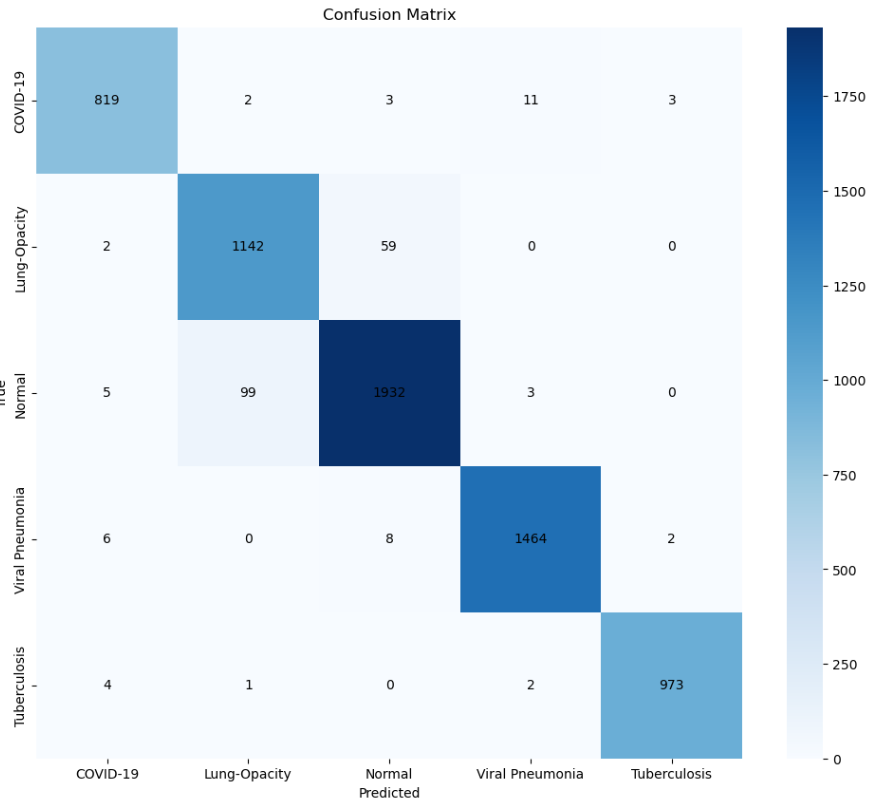 Confusion Matrix
COVID-19
819 2 3 11 3
Lung-Opacity
2 1142 59 0 0
True
Normal
5 99 1932 3 0
Viral Pneumonia
6 0 8 1464 2
Tuberculosis
4 1 0 2 973
COVID-19 Lung-Opacity Normal Viral Pneumonia Tuberculosis
Predicted
1750
1500
1250
1000
750
500
250
0